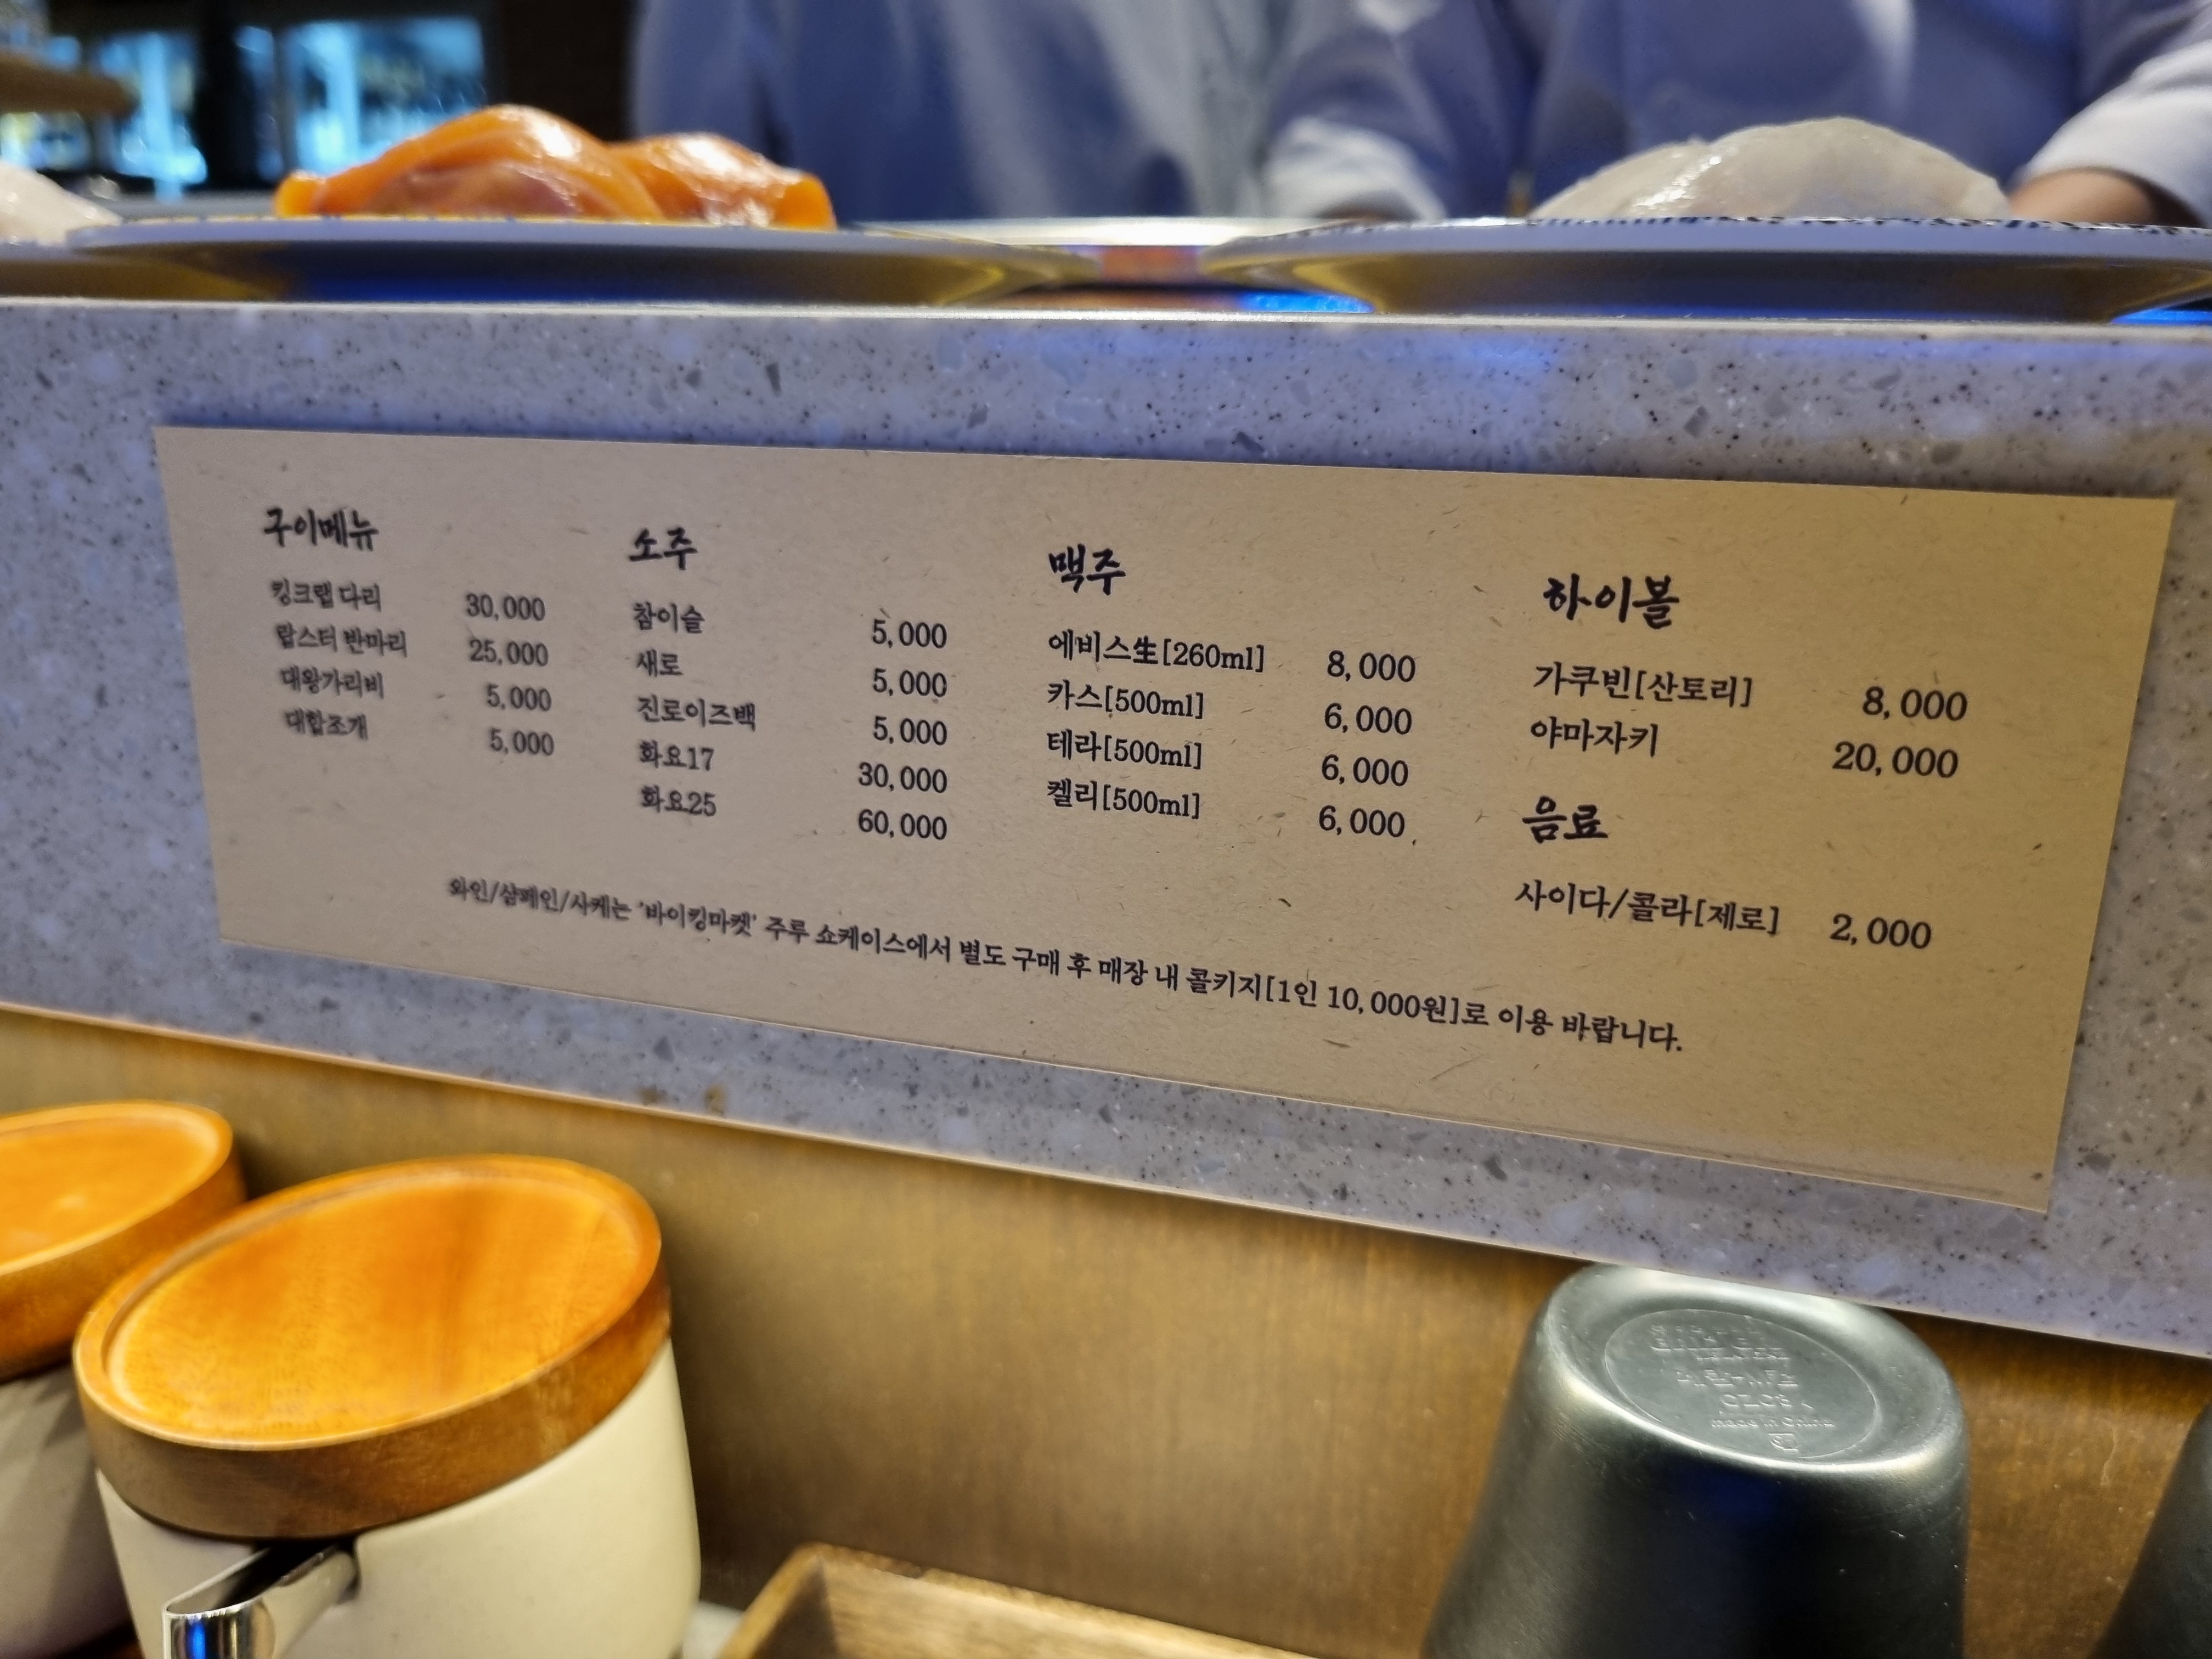 구이메뉴
킹크랩 다리 30,000
랍스터 반마리 25,000
대왕가리비 5,000
대합조개 5,000
소주
참이슬 5,000
새로 5,000
진로이즈백 5,000
화요17 30,000
화요25 60,000
맥주
에비스生[260ml] 8,000
카스[500ml] 6,000
테라[500ml] 6,000
켈리[500ml] 6,000
하이볼
가쿠빈[산토리] 8,000
야마자키 20,000
음료
사이다/콜라[제로] 2,000
와인/샴페인/사케는 '바이킹마켓' 주루 쇼케이스에서 별도 구매 후 매장 내 콜키지[1인 10,000원]로 이용 바랍니다.
made in China